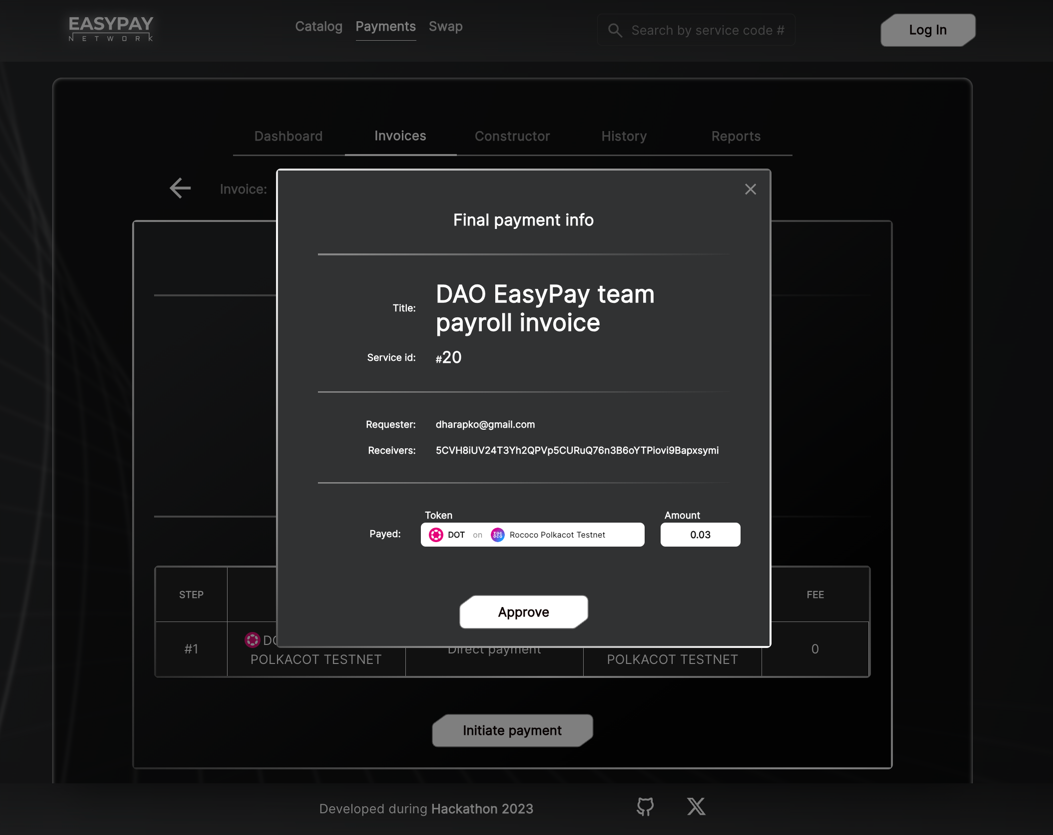 EASYPAY
NETWORK
Catalog Payments Swap
Search by service code #
Log In
Dashboard Invoices Constructor History Reports
Invoice:
Final payment info
Title: DAO EasyPay team
payroll invoice
Service id: #20
Requester: dharapko@gmail.com
Receivers: 5CVH8iUV24T3Yh2QPVp5CURuQ76n3B6oYTPiovi9Bapxsymi
Token Amount
Payed: DOT on Rococo Polkacot Testnet 0.03
Approve
STEP FEE
#1 DO Direct payment 0
POLKACOT TESTNET POLKACOT TESTNET
Initiate payment
Developed during Hackathon 2023